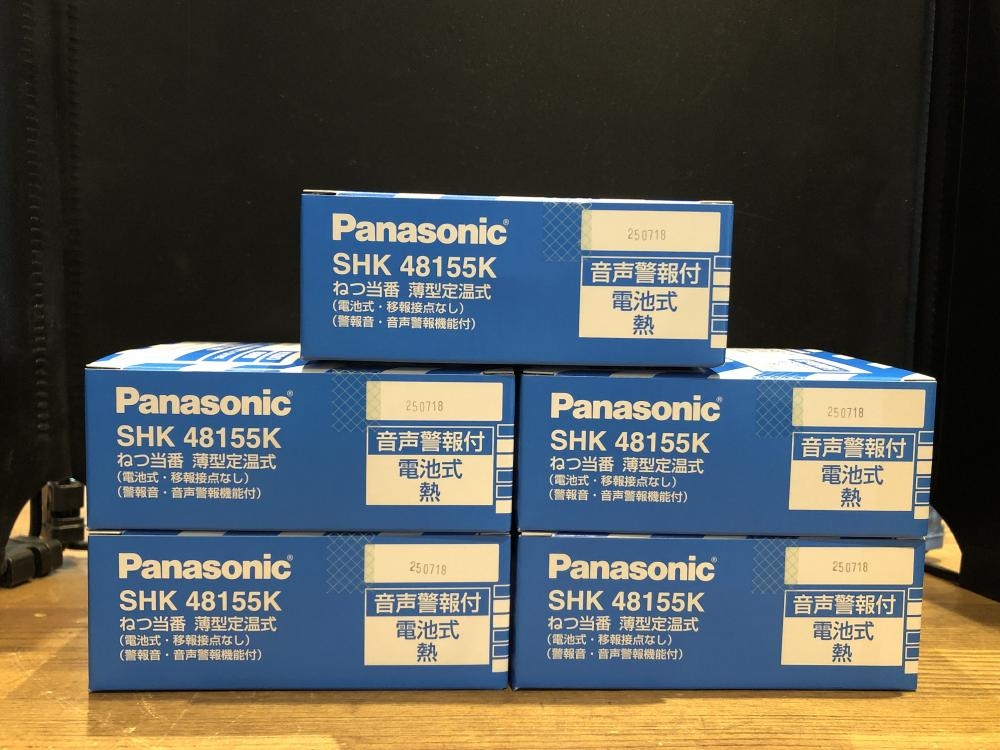 Panasonic®
SHK 48155K
ねつ当番 薄型定温式
(電池式・移報接点なし)
(警報音・音声警報機能付)
250718
音声警報付
電池式
熱
Panasonic®
SHK 48155K
ねつ当番 薄型定温式
(電池式・移報接点なし)
(警報音・音声警報機能付)
250718
音声警報付
電池式
熱
Panasonic®
SHK 48155K
ねつ当番 薄型定温式
(電池式・移報接点なし)
(警報音・音声警報機能付)
250718
音声警報付
電池式
熱
Panasonic®
SHK 48155K
ねつ当番 薄型定温式
(電池式・移報接点なし)
(警報音・音声警報機能付)
250718
音声警報付
電池式
熱
Panasonic®
SHK 48155K
ねつ当番 薄型定温式
(電池式・移報接点なし)
(警報音・音声警報機能付)
250718
音声警報付
電池式
熱